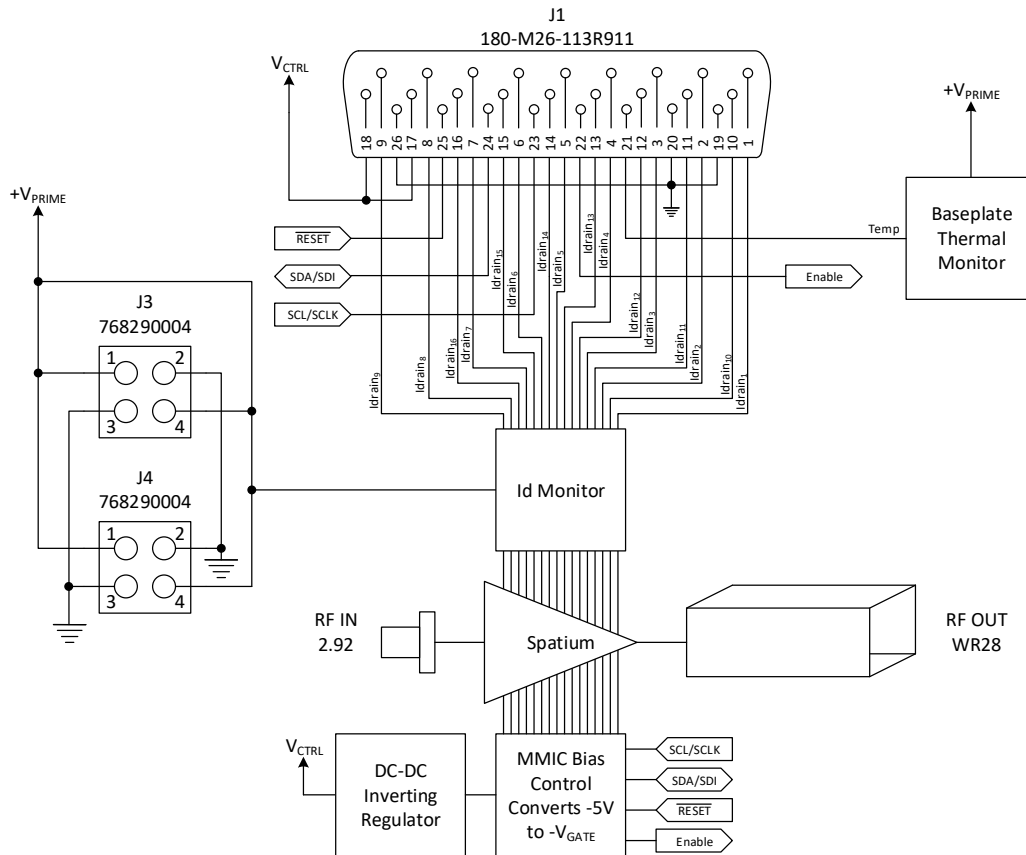 J1
180-M26-113R911
VCTRL
18
9
26
17
8
25
16
7
24
15
6
23
14
5
22
13
4
21
12
3
20
11
2
19
10
1
+VPRIME
Baseplate
Thermal
Monitor
Temp
+VPRIME
RESET
SDA/SDI
SCL/SCLK
Enable
Idrain9
Idrain8
Idrain16
Idrain7
Idrain15
Idrain6
Idrain14
Idrain5
Idrain13
Idrain4
Idrain12
Idrain3
Idrain11
Idrain2
Idrain10
Idrain1
J3
768290004
1
2
3
4
J4
768290004
1
2
3
4
Id Monitor
RF IN
2.92
Spatium
RF OUT
WR28
VCTRL
DC-DC
Inverting
Regulator
MMIC Bias
Control
Converts -5V
to -VGATE
SCL/SCLK
SDA/SDI
RESET
Enable